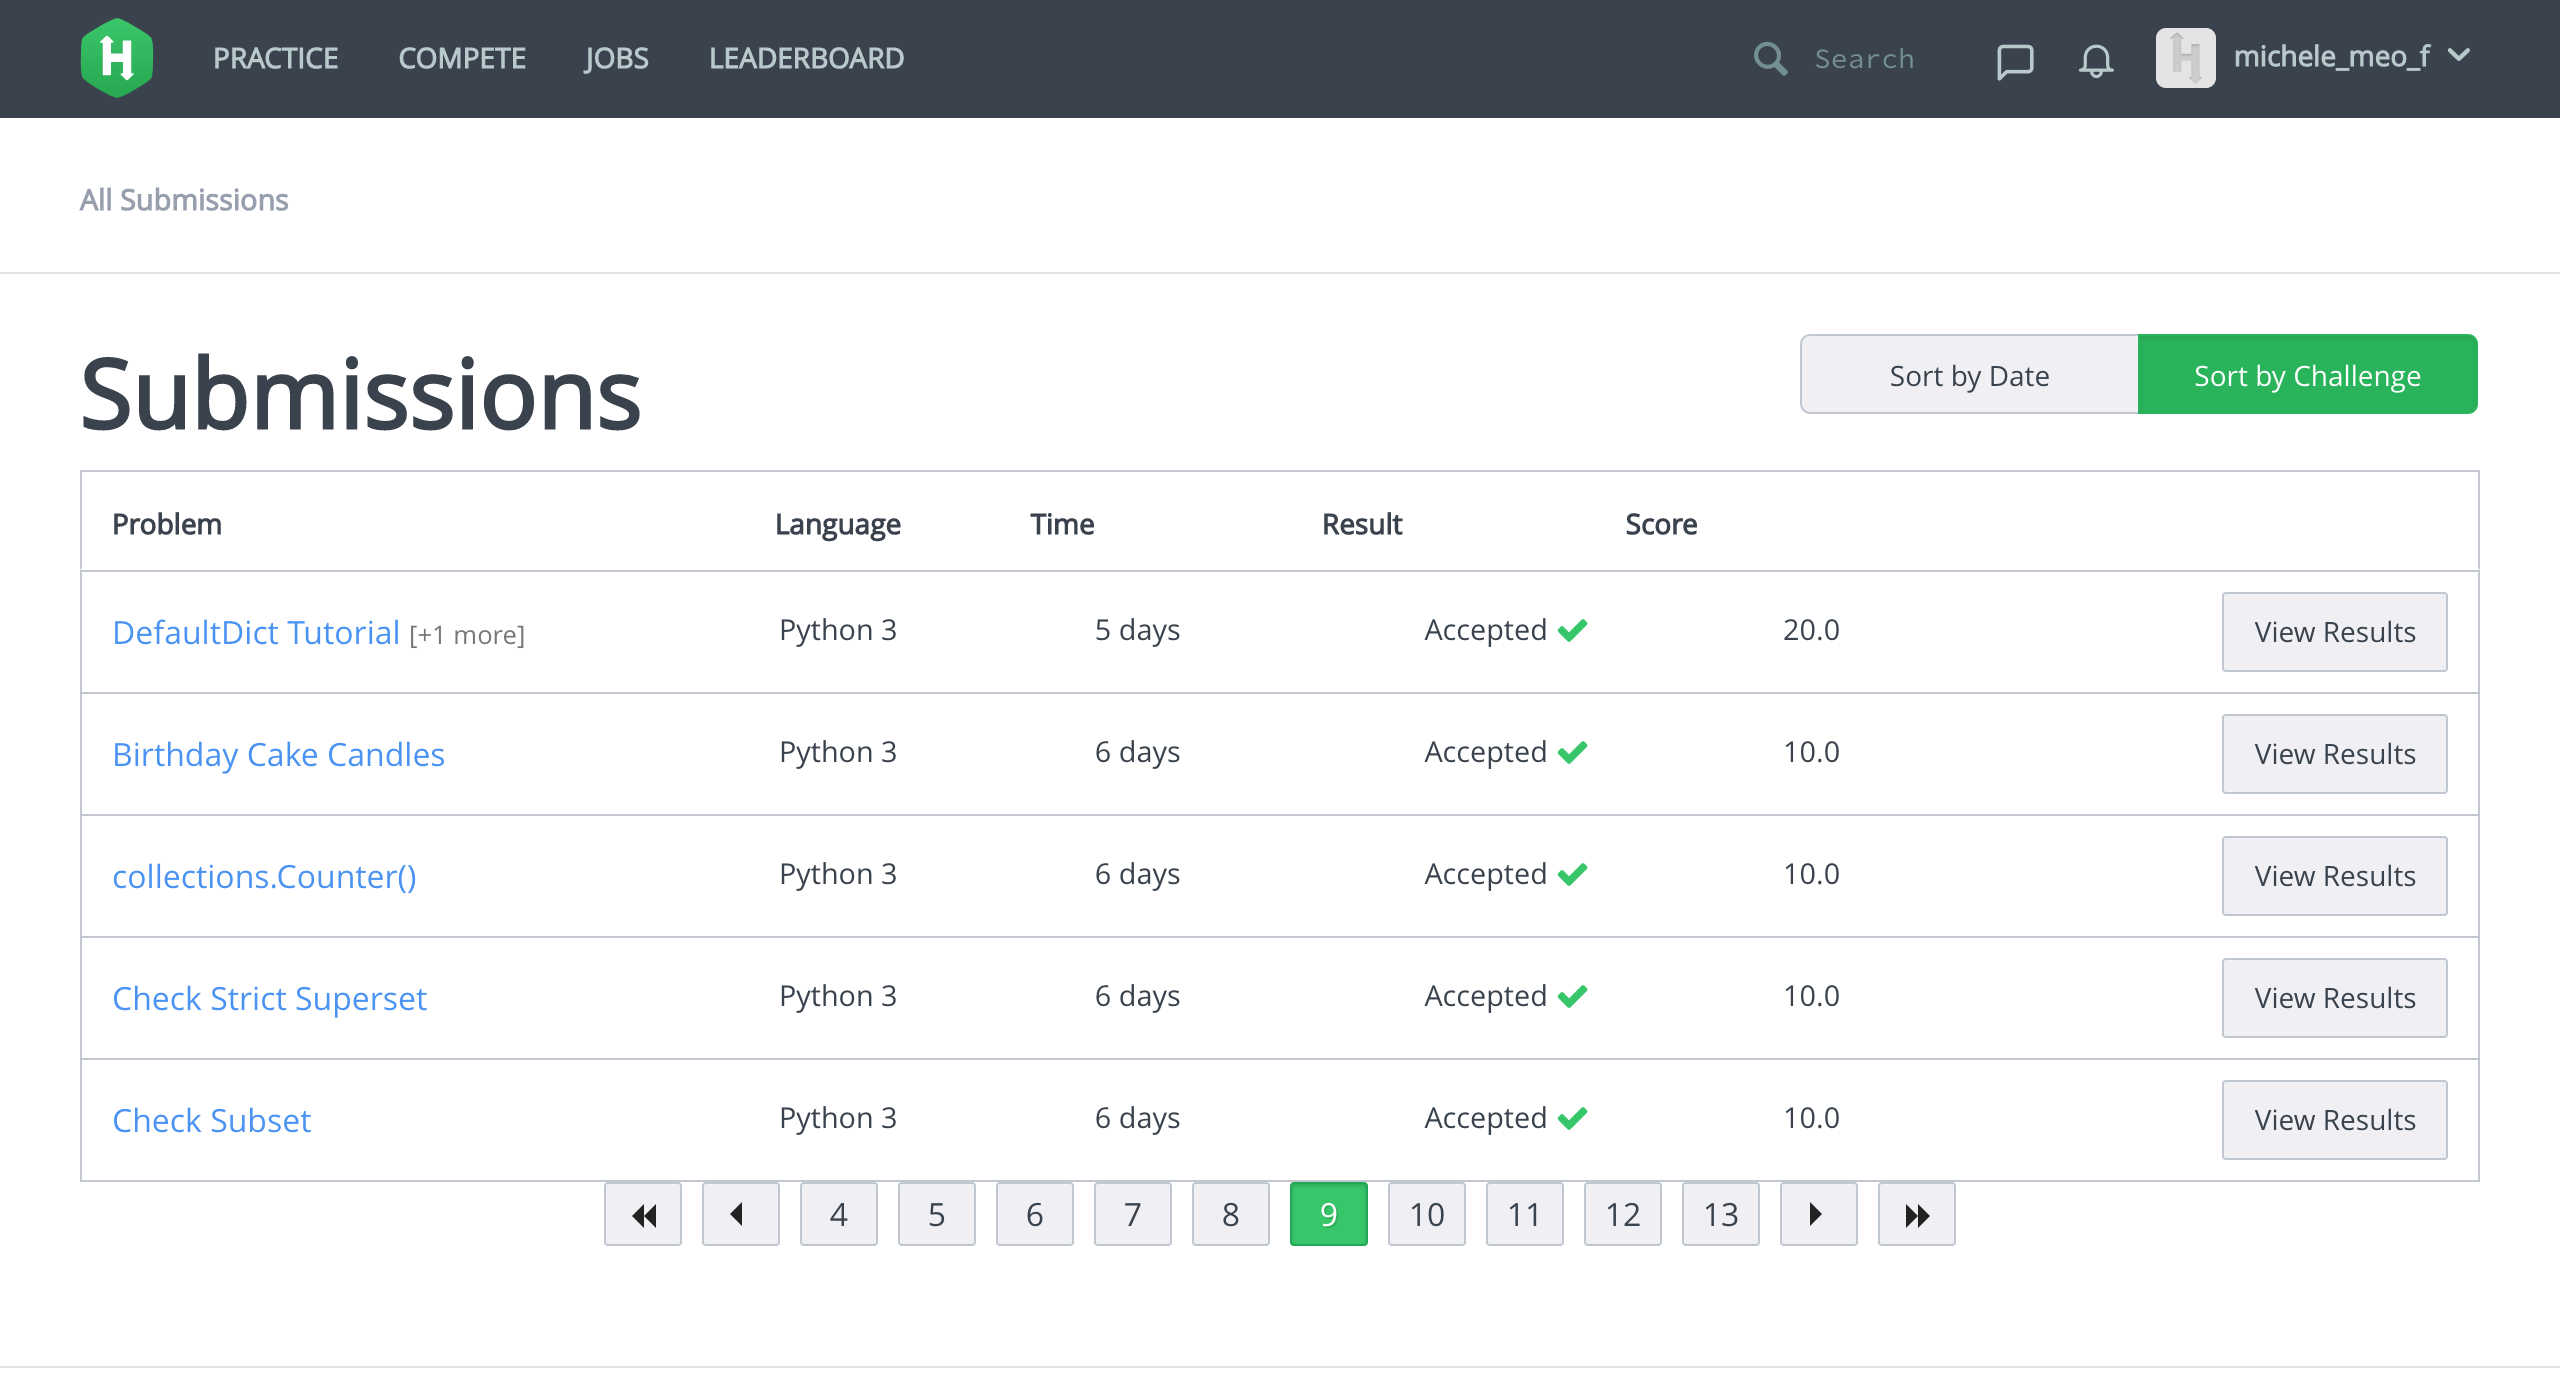 PRACTICE COMPETE JOBS LEADERBOARD Search michele_meo_f
All Submissions
Submissions
Sort by Date Sort by Challenge
Problem Language Time Result Score
DefaultDict Tutorial [+1 more] Python 3 5 days Accepted 20.0 View Results
Birthday Cake Candles Python 3 6 days Accepted 10.0 View Results
collections.Counter() Python 3 6 days Accepted 10.0 View Results
Check Strict Superset Python 3 6 days Accepted 10.0 View Results
Check Subset Python 3 6 days Accepted 10.0 View Results
4 5 6 7 8 9 10 11 12 13